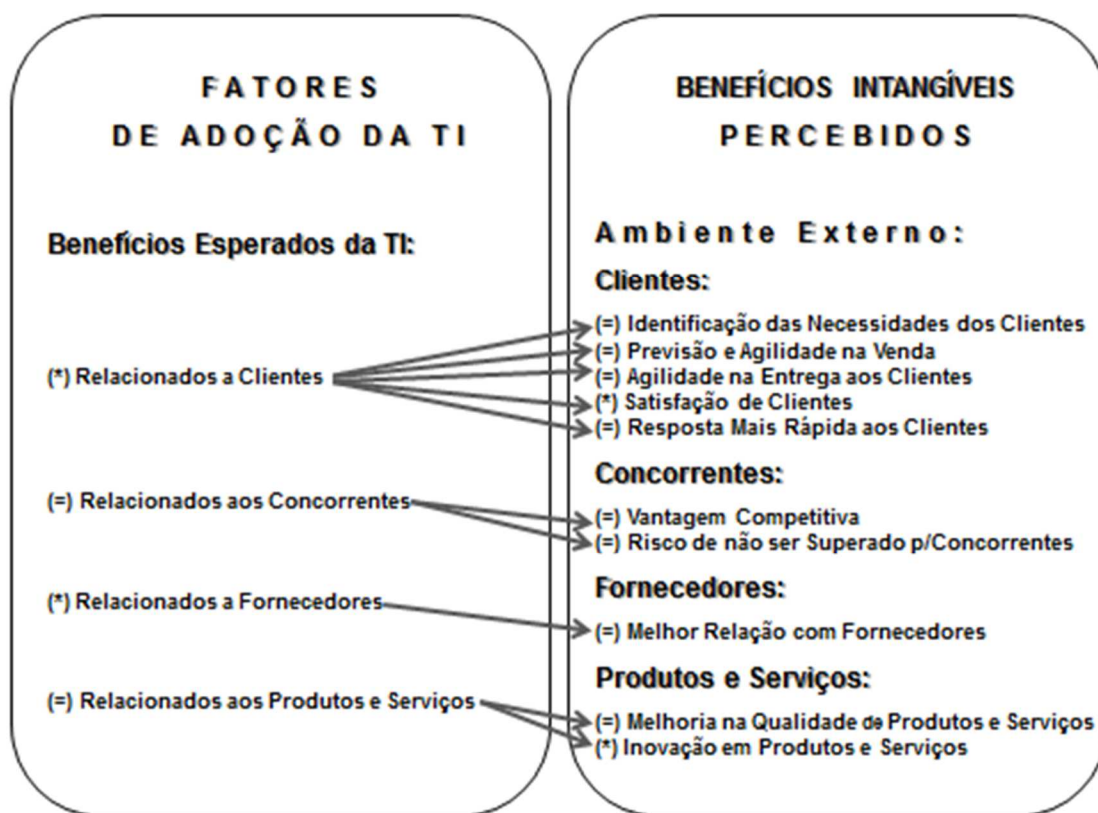 FATORES
DE ADOÇÃO DA TI
Benefícios Esperados da TI:
(*) Relacionados a Clientes
(=) Relacionados aos Concorrentes
(*) Relacionados a Fornecedores
(=) Relacionados aos Produtos e Serviços
BENEFÍCIOS INTANGÍVEIS
PERCEBIDOS
Ambiente Externo:
Clientes:
(=) Identificação das Necessidades dos Clientes
(=) Previsão e Agilidade na Venda
(=) Agilidade na Entrega aos Clientes
(*) Satisfação de Clientes
(=) Resposta Mais Rápida aos Clientes
Concorrentes:
(=) Vantagem Competitiva
(=) Risco de não ser Superado p/Concorrentes
Fornecedores:
(=) Melhor Relação com Fornecedores
Produtos e Serviços:
(=) Melhoria na Qualidade de Produtos e Serviços
(*) Inovação em Produtos e Serviços